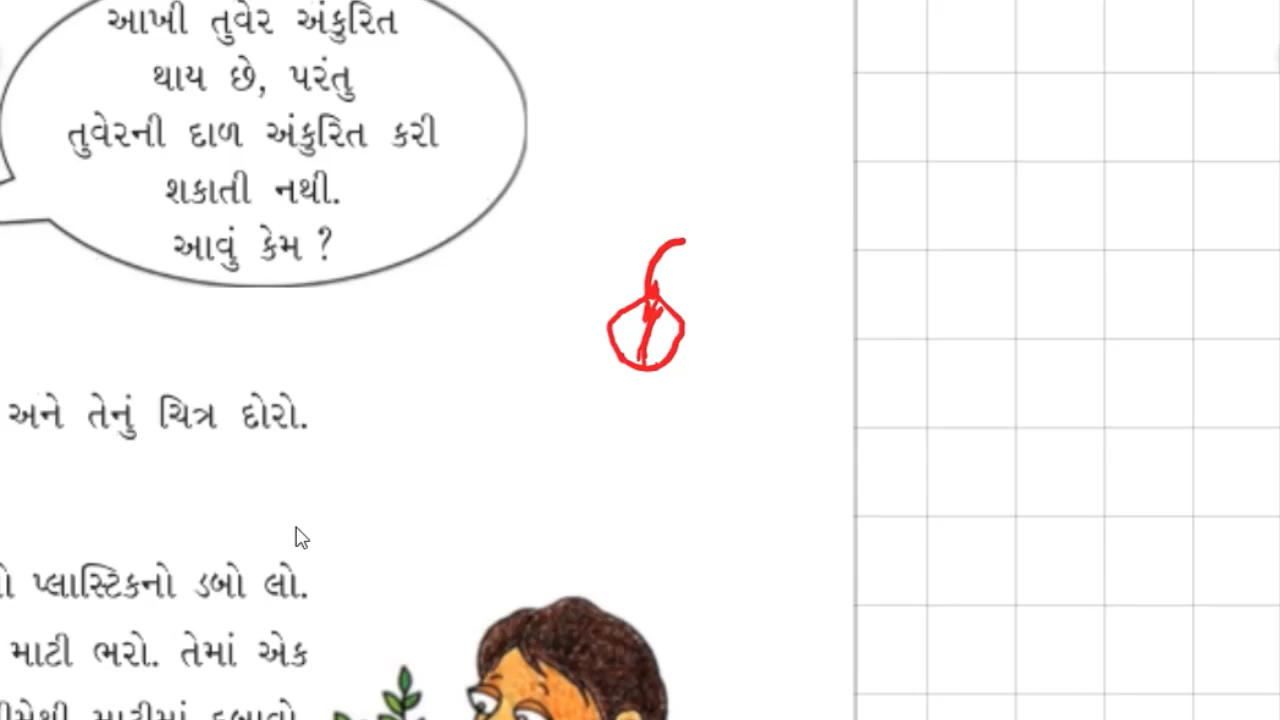 આખી તુવેર અંકુરિત
થાય છે, પરંતુ
તુવેરની દાળ અંકુરિત કરી
શકાતી નથી.
આવું કેમ ?
અને તેનું ચિત્ર દોરો.
પ્લાસ્ટિકનો ડબો લો.
માટી ભરો. તેમાં એક